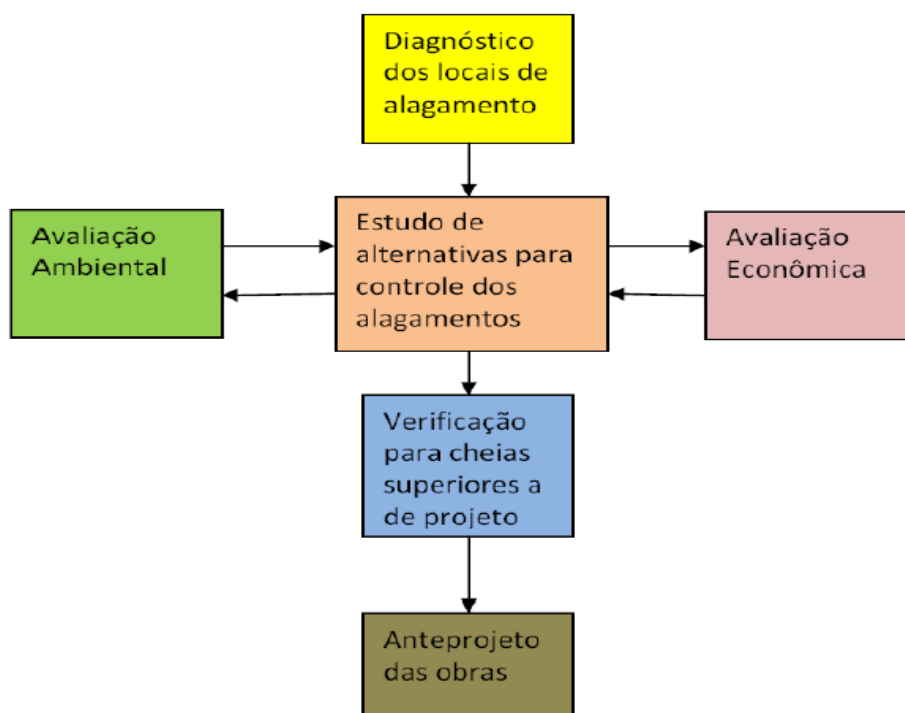 Diagnóstico
dos locais de
alagamento
Avaliação
Ambiental
Estudo de
alternativas para
controle dos
alagamentos
Avaliação
Econômica
Verificação
para cheias
superiores a
de projeto
Anteprojeto
das obras